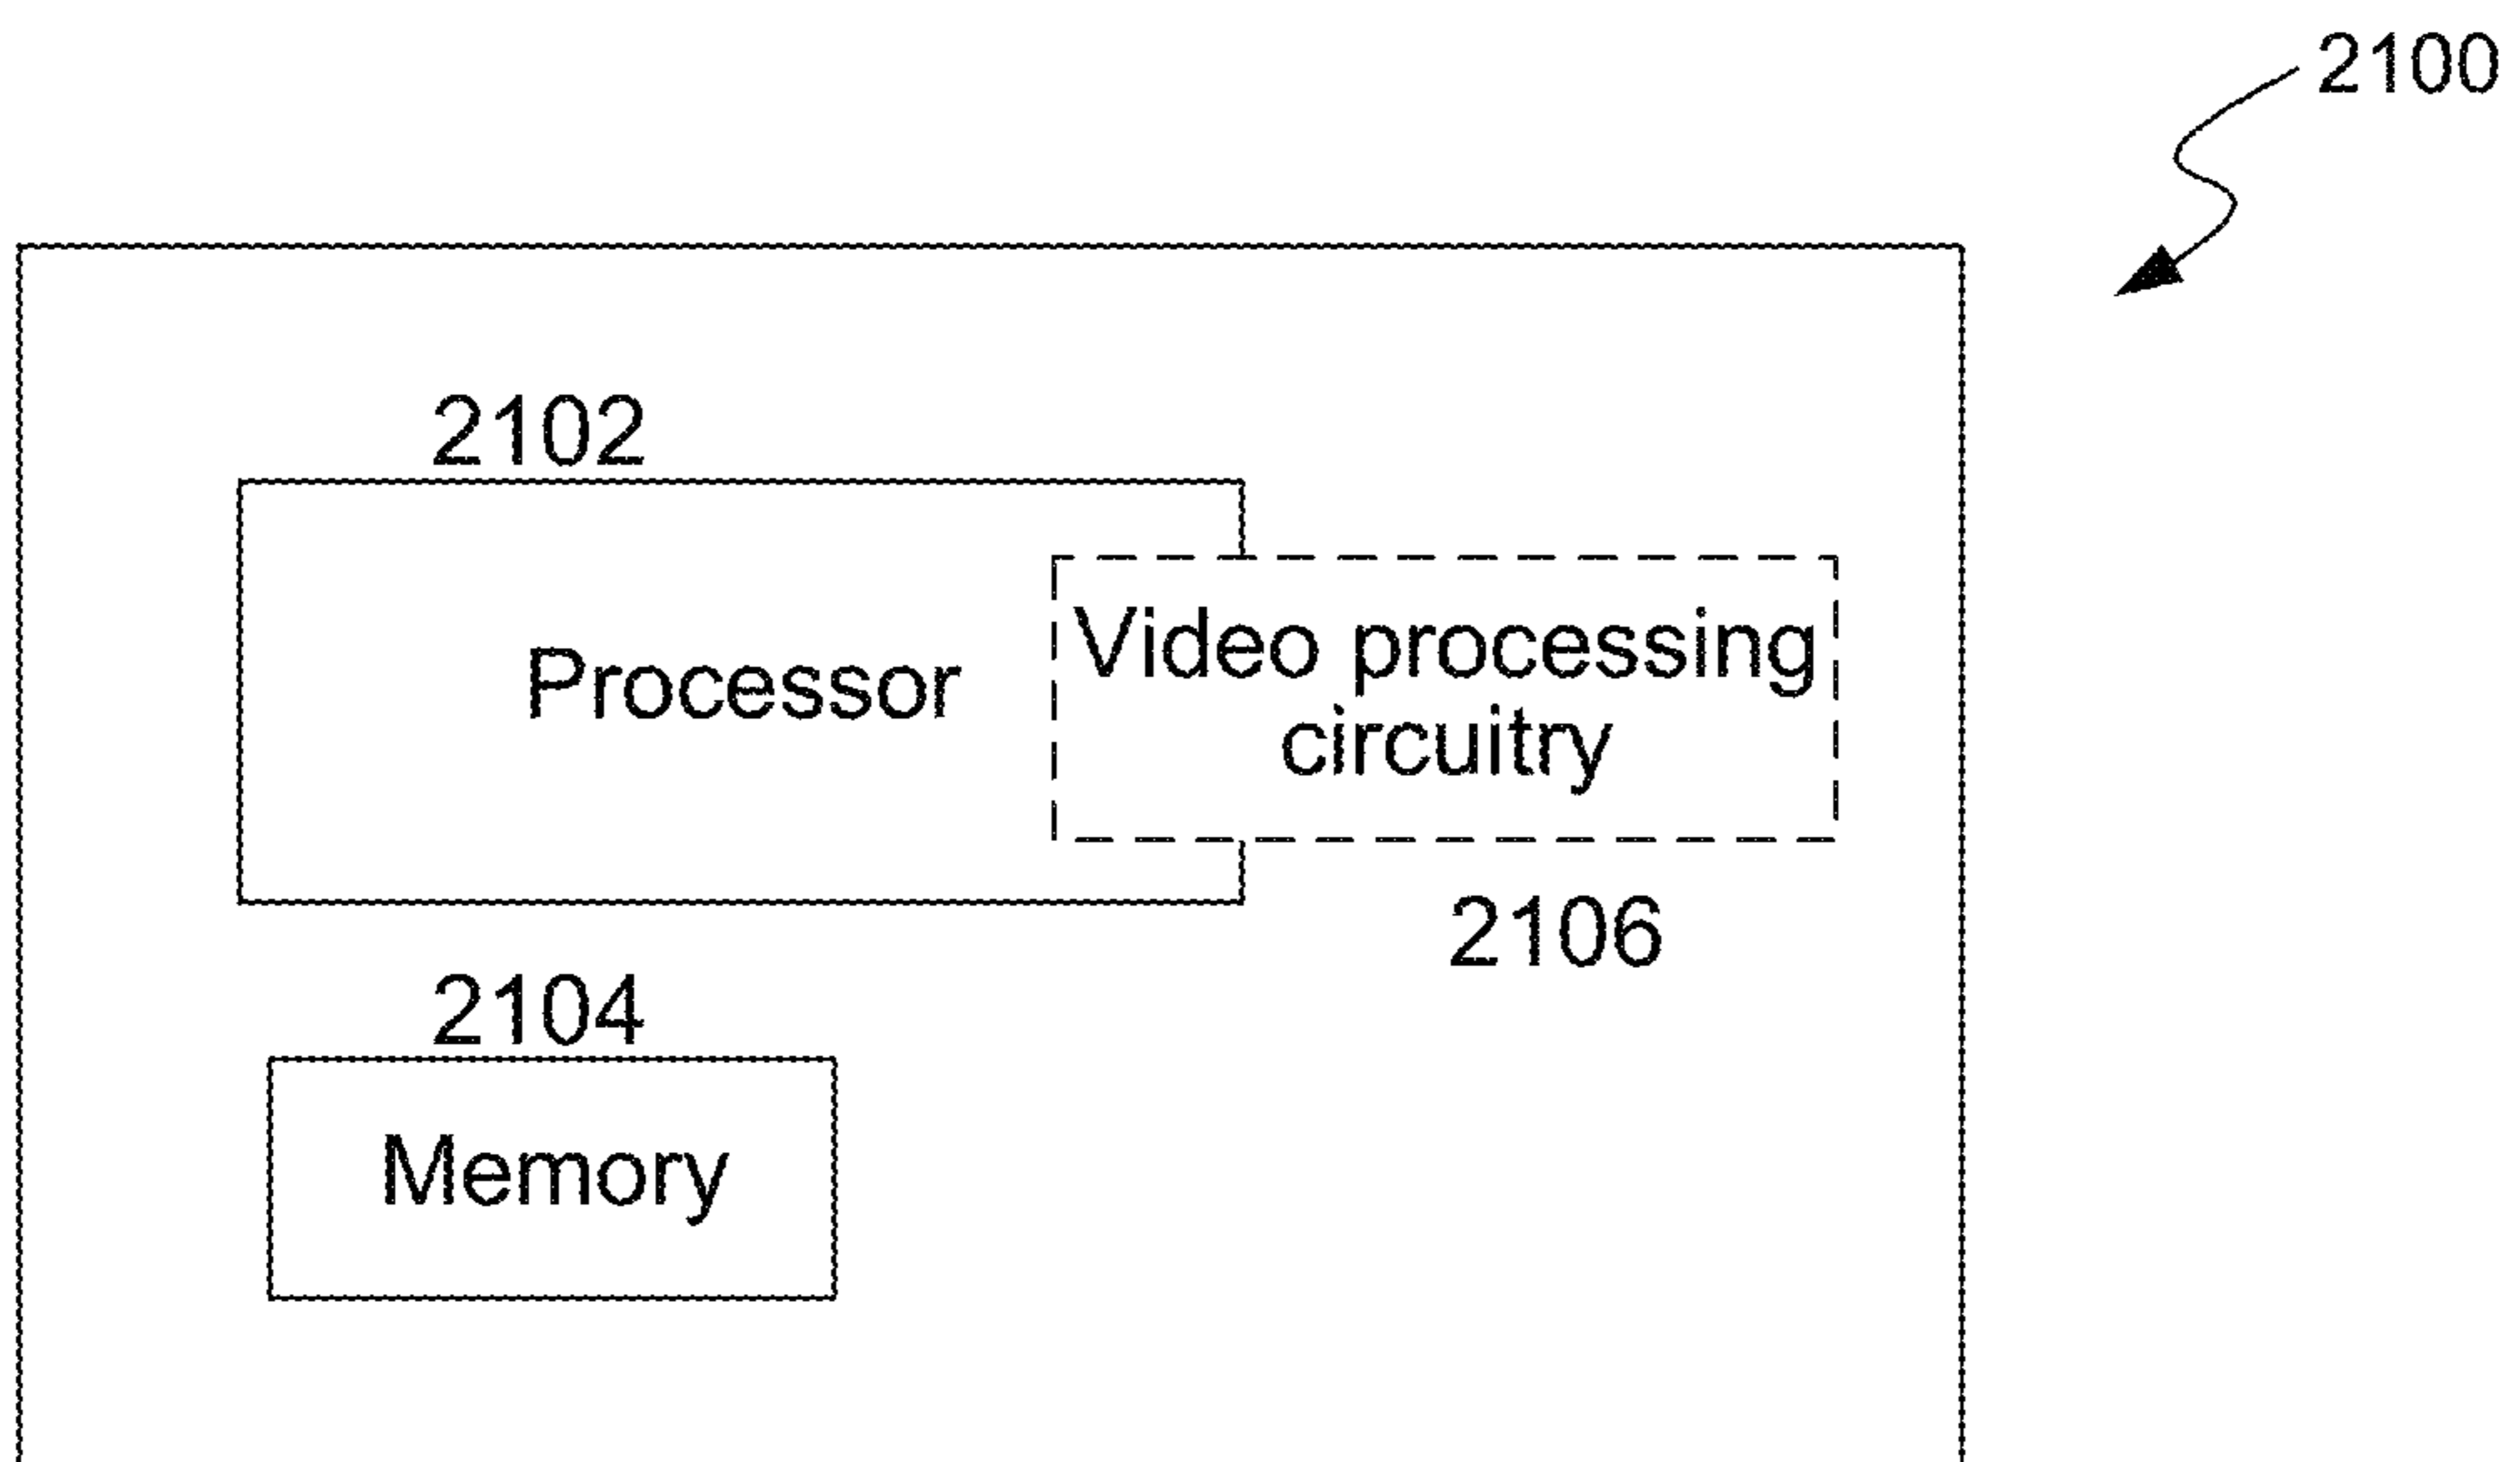 2100
2102
Processor
Video processing
circuitry
2106
2104
Memory